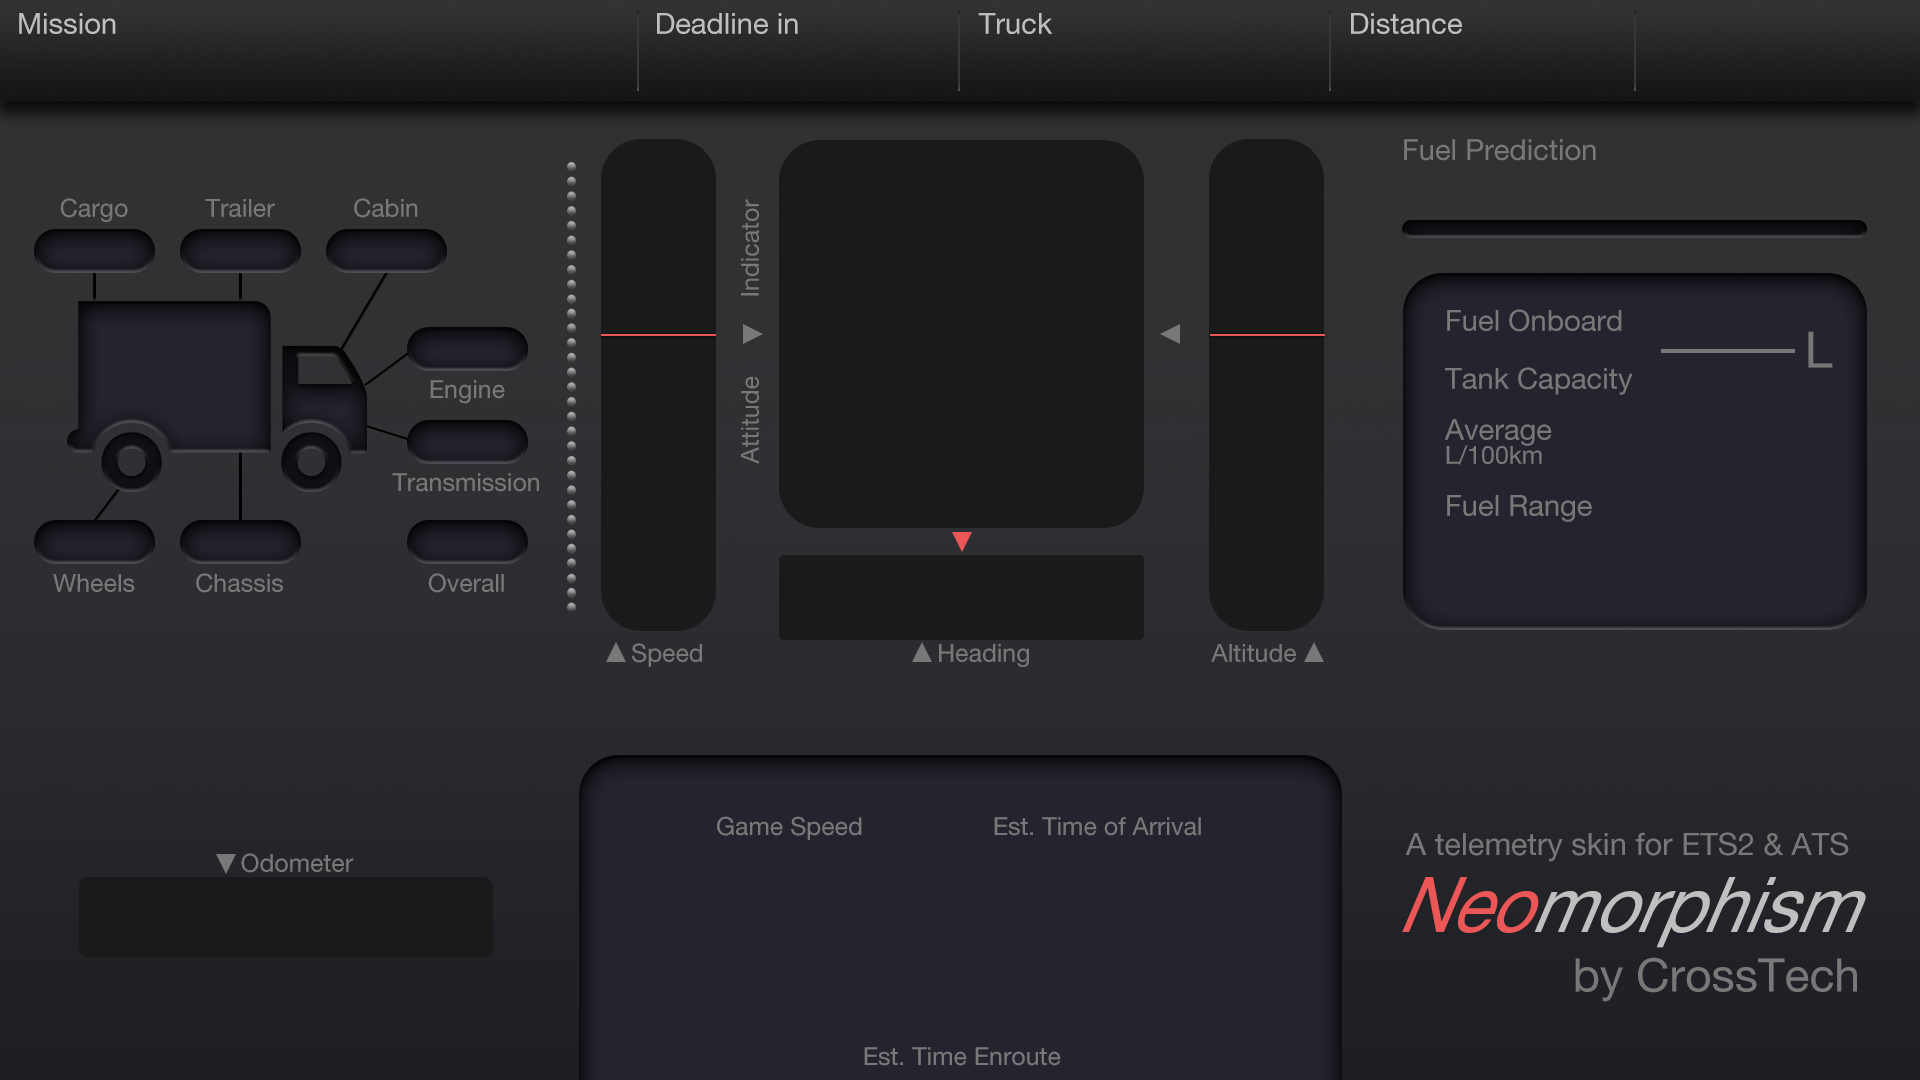 Mission
Deadline in
Truck
Distance
Cargo
Trailer
Cabin
Engine
Transmission
Wheels
Chassis
Overall
Indicator
Attitude
▲Speed
▲Heading
Altitude▲
Fuel Prediction
Fuel Onboard
L
Tank Capacity
Average
L/100km
Fuel Range
▼Odometer
Game Speed
Est. Time of Arrival
Est. Time Enroute
A telemetry skin for ETS2 & ATS
Neomorphism
by CrossTech